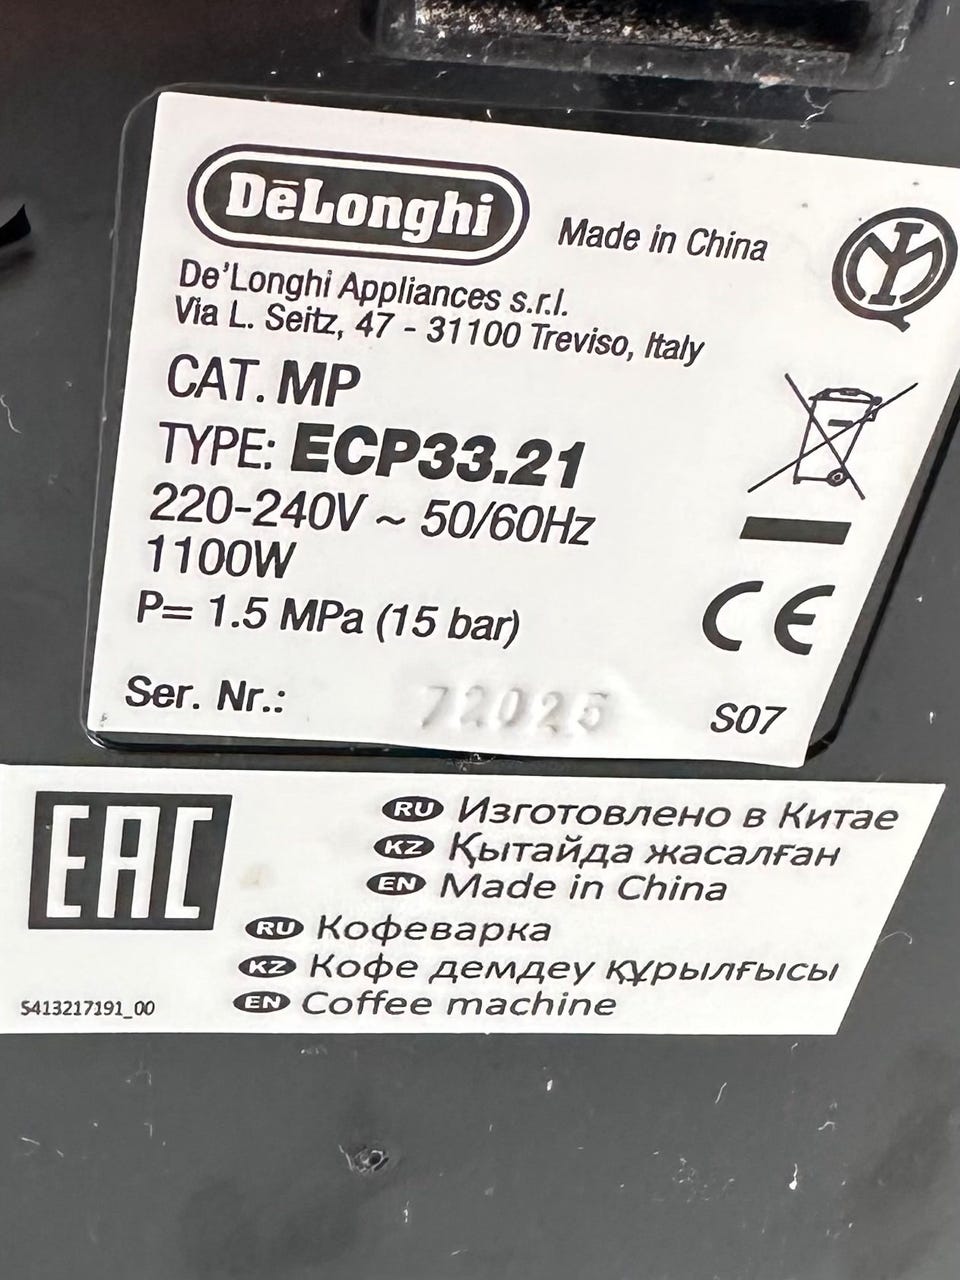 DēLonghi
Made in China
De'Longhi Appliances s.r.l.
Via L. Seitz, 47 - 31100 Treviso, Italy
CAT. MP
TYPE: ECP33.21
220-240V ~ 50/60Hz
1100W
P= 1.5 MPa (15 bar)
CE
Ser. Nr.: 72025
S07
EAC
RU Изготовлено в Китае
KZ Қытайда жасалған
EN Made in China
RU Кофеварка
KZ Кофе демдеу құрылғысы
EN Coffee machine
5413217191_00